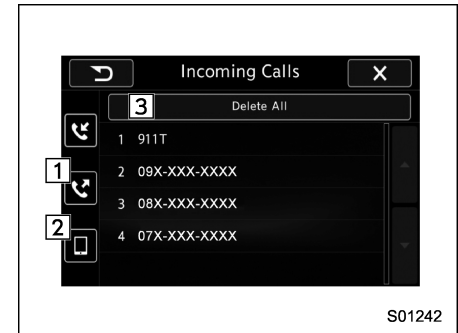 Incoming Calls
3 Delete All
1 911T
1
2 09X-XXX-XXXX
3 08X-XXX-XXXX
2
4 07X-XXX-XXXX
S01242